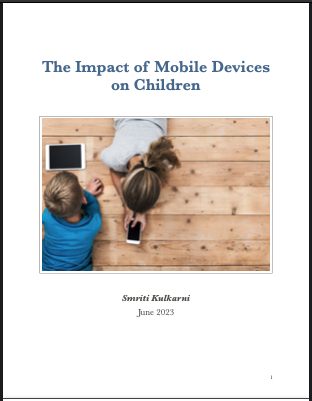 The Impact of Mobile Devices
on Children
Smriti Kulkarni
June 2023
i